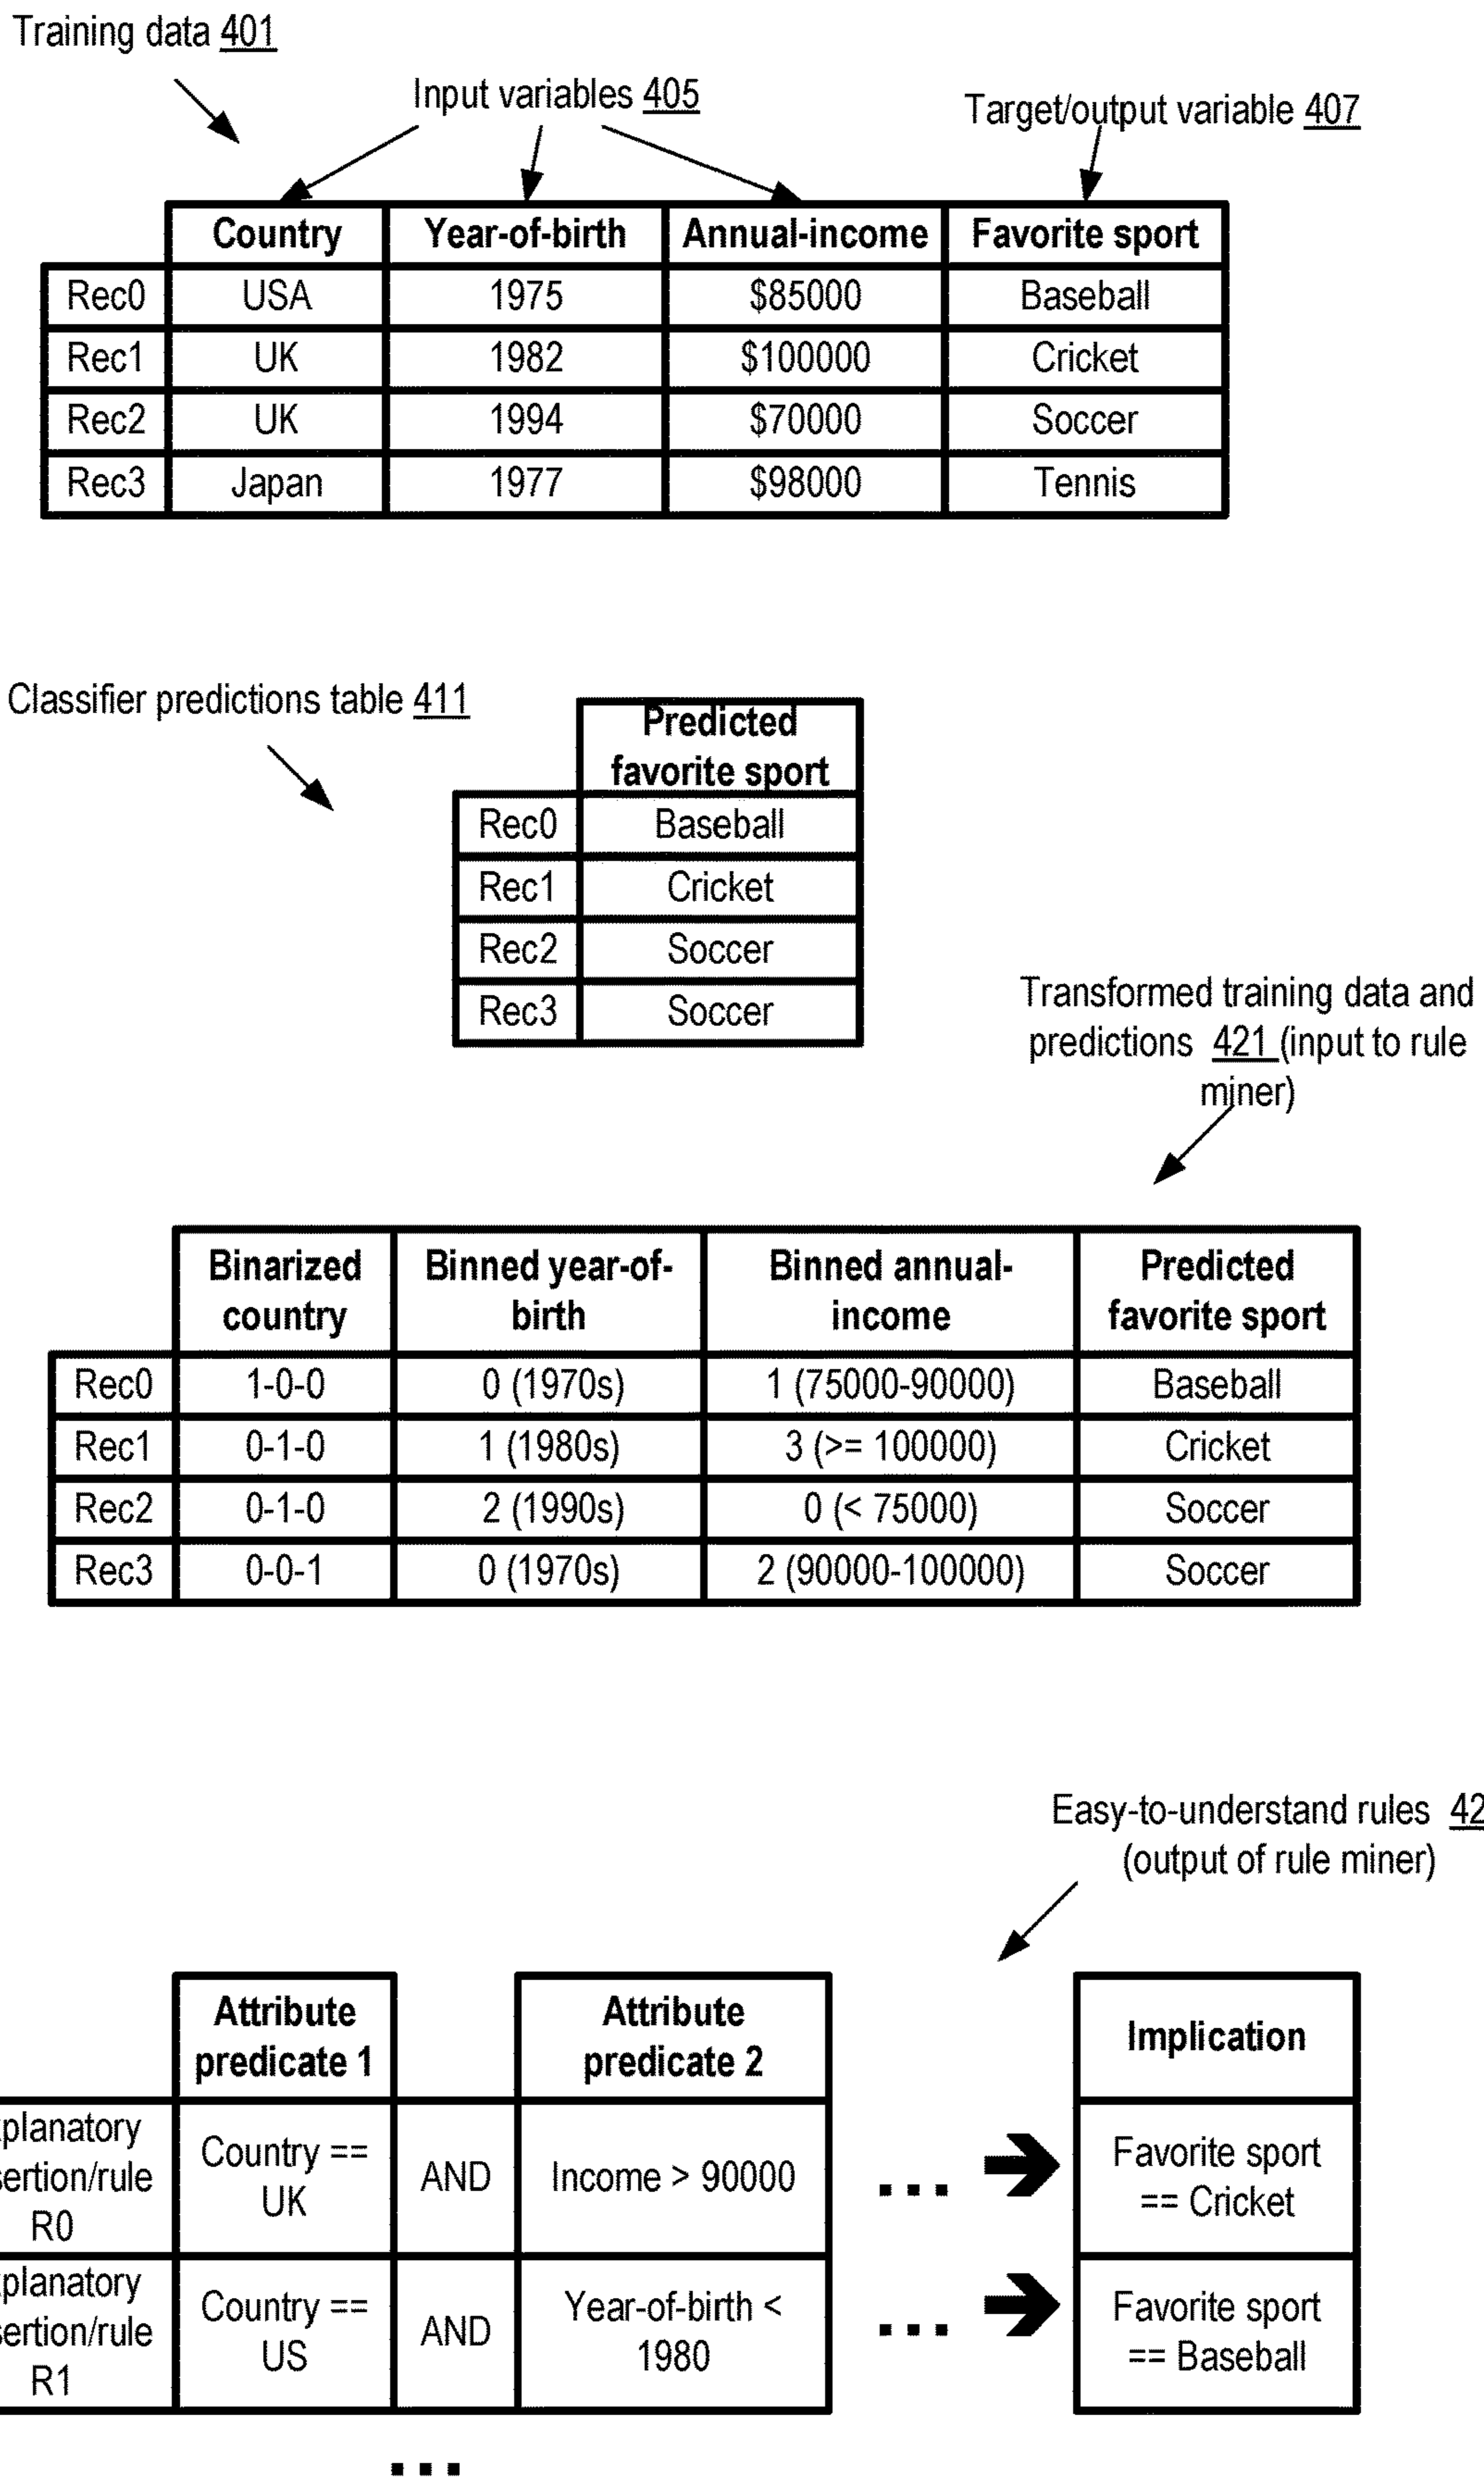 Training data 401
Input variables 405
Target/output variable 407
Country Year-of-birth Annual-income Favorite sport
Rec0 USA 1975 $85000 Baseball
Rec1 UK 1982 $100000 Cricket
Rec2 UK 1994 $70000 Soccer
Rec3 Japan 1977 $98000 Tennis
Classifier predictions table 411
Predicted
favorite sport
Rec0 Baseball
Rec1 Cricket
Rec2 Soccer
Rec3 Soccer
Transformed training data and
predictions 421 (input to rule
miner)
Binarized Binned year-of- Binned annual- Predicted
country birth income favorite sport
Rec0 1-0-0 0 (1970s) 1 (75000-90000) Baseball
Rec1 0-1-0 1 (1980s) 3 (>= 100000) Cricket
Rec2 0-1-0 2 (1990s) 0 (< 75000) Soccer
Rec3 0-0-1 0 (1970s) 2 (90000-100000) Soccer
Easy-to-understand rules 42
(output of rule miner)
Attribute Attribute Implication
predicate 1 predicate 2
planatory
sertion/rule
R0
Country ==
UK
AND
Income > 90000
...
Favorite sport
== Cricket
planatory
sertion/rule
R1
Country ==
US
AND
Year-of-birth <
1980
...
Favorite sport
== Baseball
...